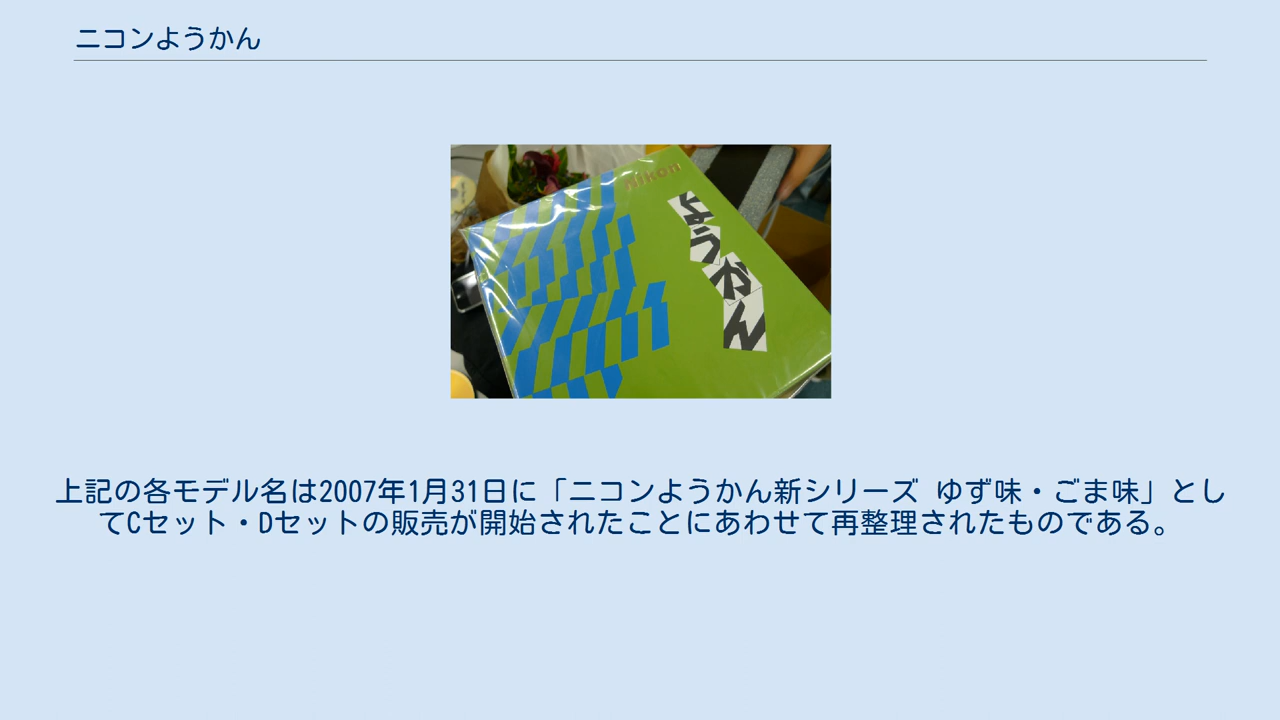 ニコンようかん
Nikon
ようかん
上記の各モデル名は2007年1月31日に「ニコンようかん新シリーズ ゆず味・ごま味」とし
てCセット・Dセットの販売が開始されたことにあわせて再整理されたものである。